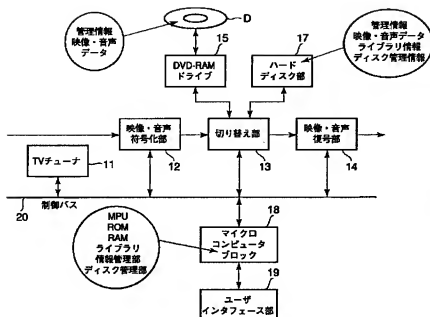 管理情報
映像・音声
データ
D
15
DVD-RAM
ドライブ
17
ハード
ディスク部
管理情報
映像・音声データ
ライブラリ情報
ディスク管理情報
映像・音声
符号化部
12
切り替え部
13
映像・音声
復号部
14
TVチューナ
11
20
制御バス
MPU
ROM
RAM
ライブラリ
情報管理部
ディスク管理部
18
マイクロ
コンピュータ
ブロック
19
ユーザ
インタフェース部